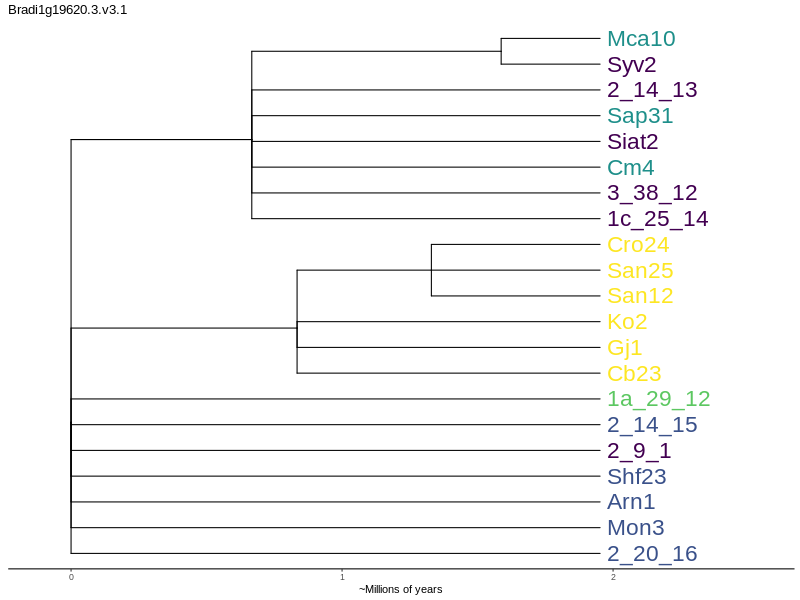 Bradi1g19620.3.v3.1
Mca10
Syv2
2_14_13
Sap31
Siat2
Cm4
3_38_12
1c_25_14
Cro24
San25
San12
Ko2
Gj1
Cb23
1a_29_12
2_14_15
2_9_1
Shf23
Arn1
Mon3
2_20_16
0 1 2
~Millions of years